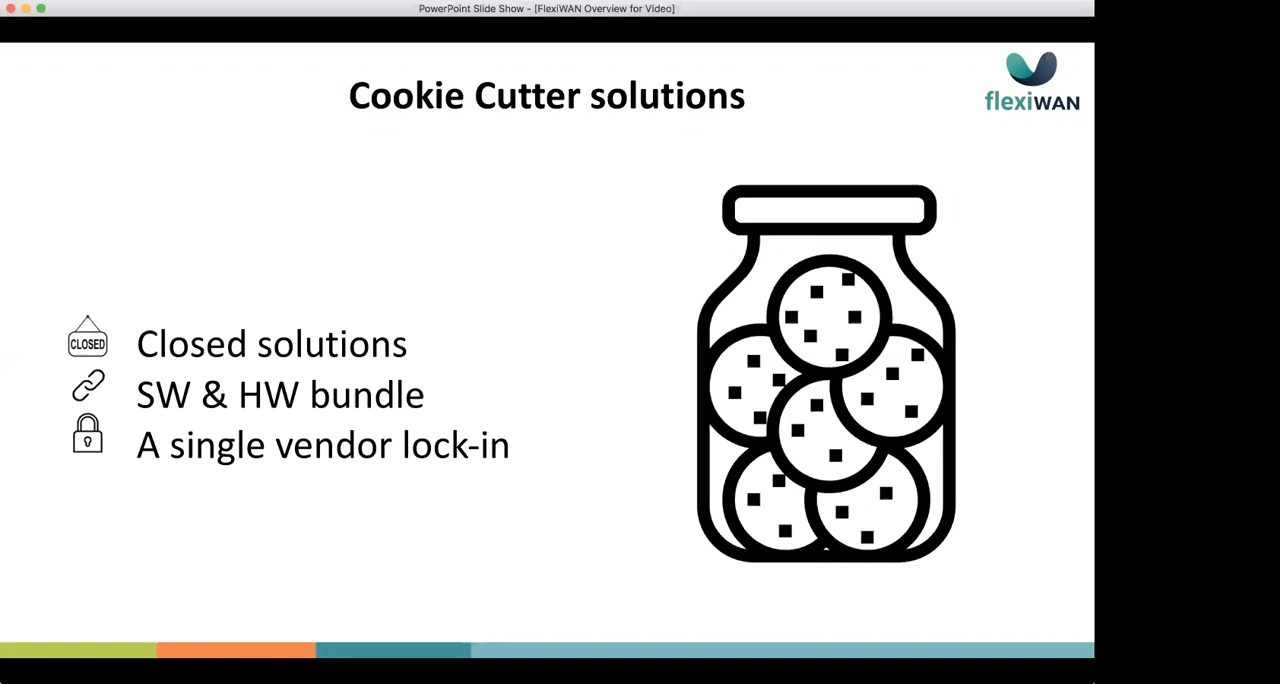 PowerPoint Slide Show - [FlexiWAN Overview for Video]
Cookie Cutter solutions
flexiWAN
CLOSED
Closed solutions
SW & HW bundle
A single vendor lock-in